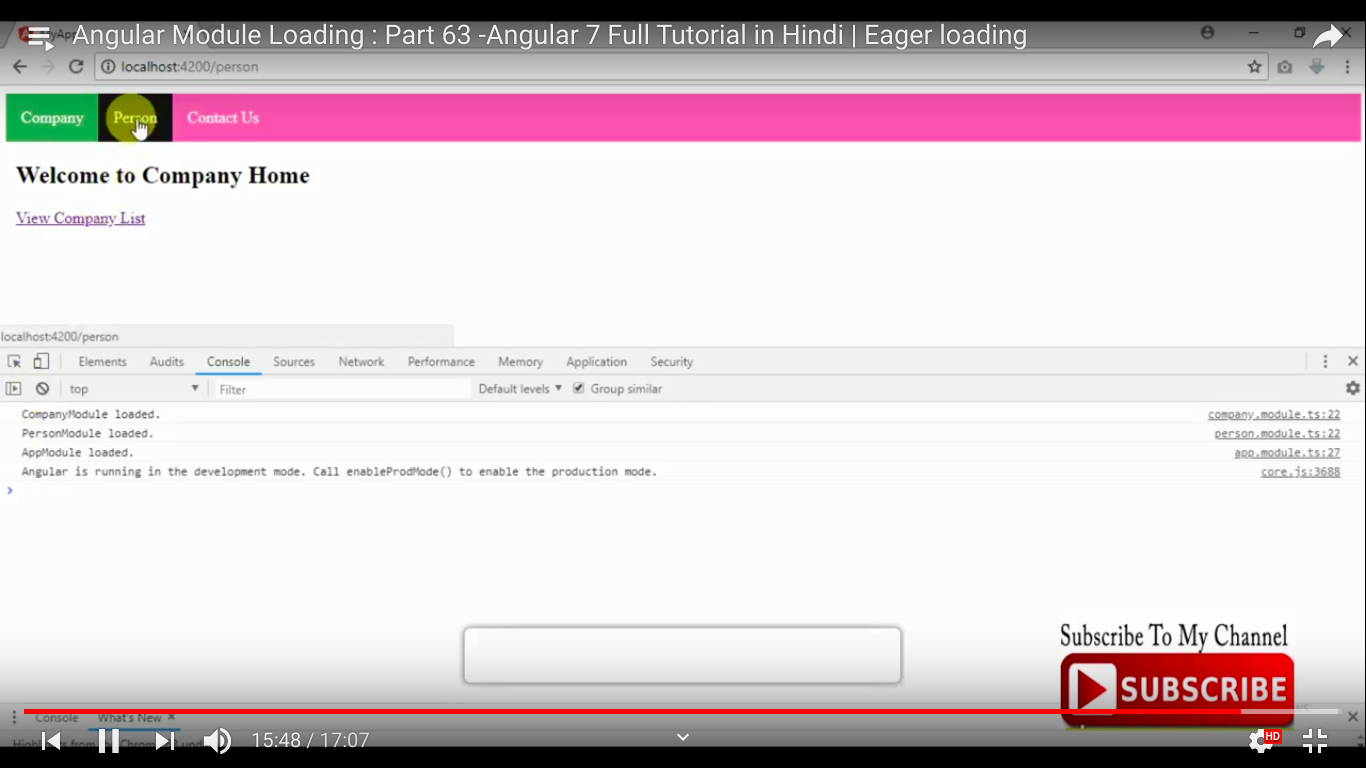 Angular Module Loading : Part 63 -Angular 7 Full Tutorial in Hindi | Eager loading
localhost:4200/person
Company Person Contact Us
Welcome to Company Home
View Company List
localhost:4200/person
Elements Audits Console Sources Network Performance Memory Application Security
top Filter Default levels Group similar
CompanyModule loaded. company.module.ts:22
PersonModule loaded. person.module.ts:22
AppModule loaded. app.module.ts:27
Angular is running in the development mode. Call enableProdMode() to enable the production mode. core.js:3688
Subscribe To My Channel
SUBSCRIBE
Console What's New
15:48 / 17:07
HD